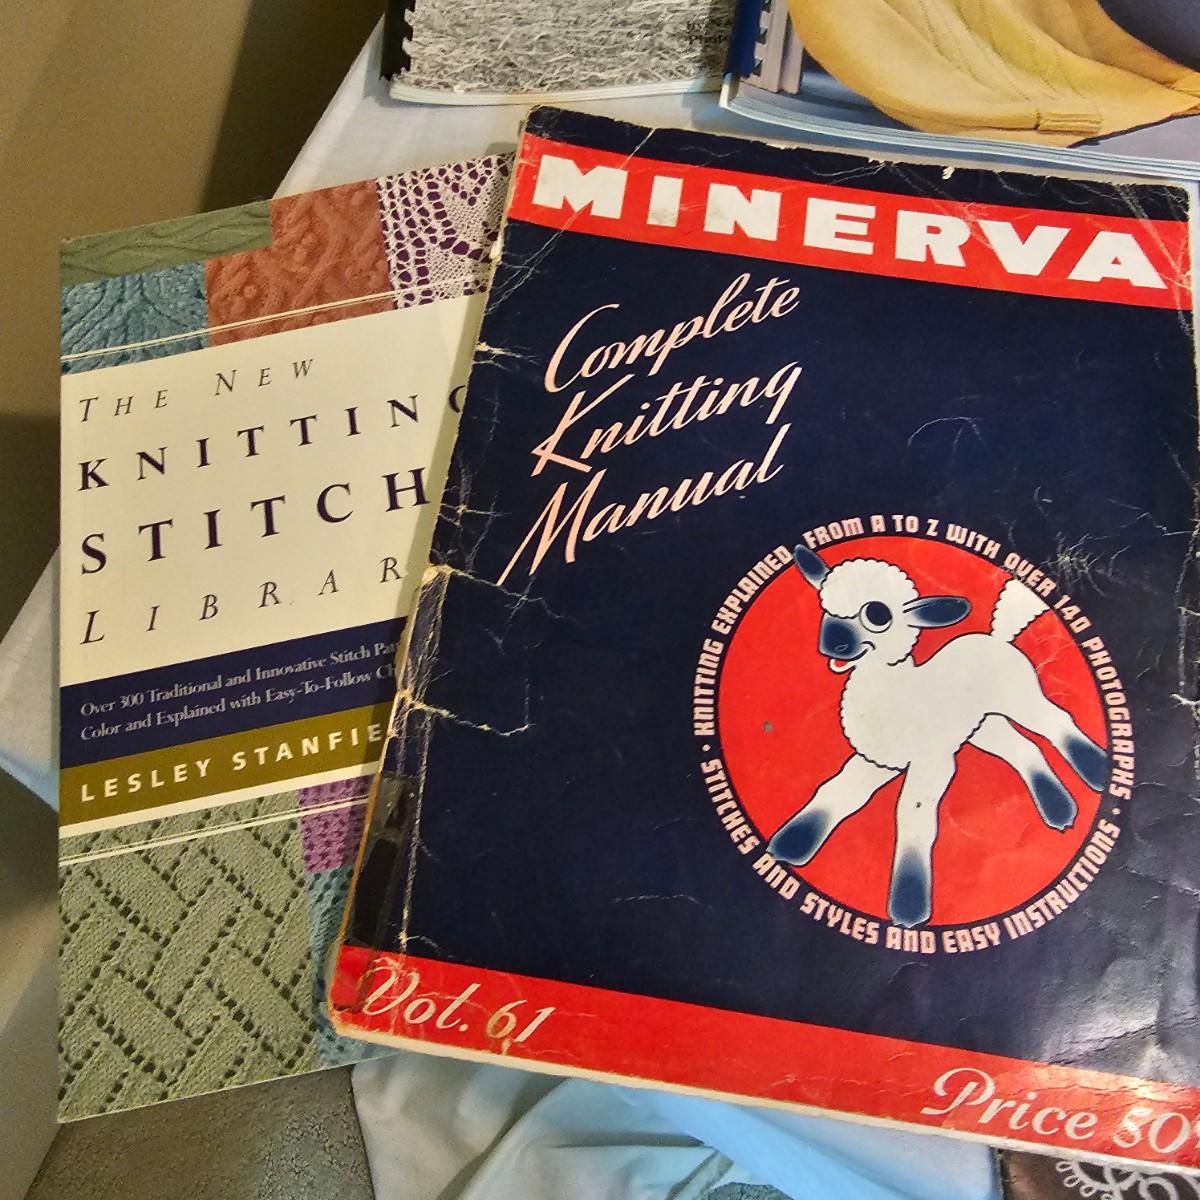 MINERVA
Complete
Knitting
Manual
KNITTING EXPLAINED FROM A TO Z WITH OVER 140 PHOTOGRAPHS • STITCHES AND STYLES AND EASY INSTRUCTIONS •
Vol. 61
Price 50
THE NEW
KNITTING
STITCH
LIBRAR
Over 300 Traditional and Innovative Stitch Pat
Color and Explained with Easy-To-Follow Ch
LESLEY STANFIE